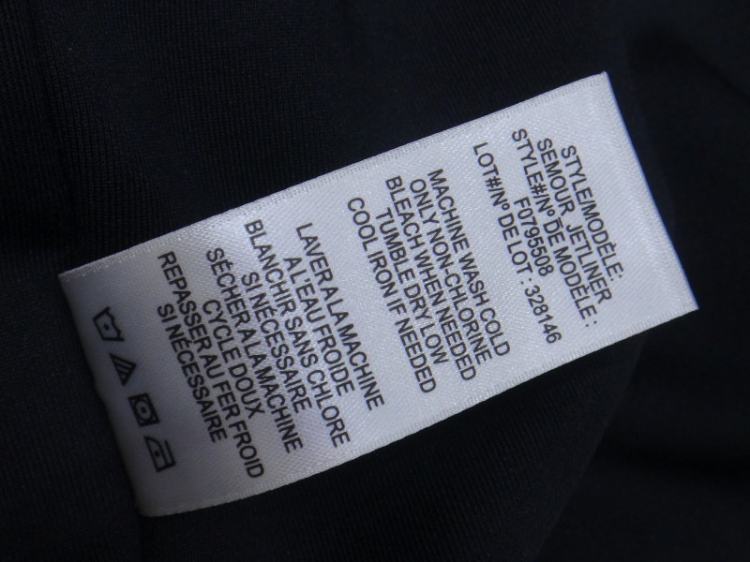 STYLE/MODÈLE:
SEMOUR JETLINER
STYLE#/Nº DE MODÈLE:
F0795508
LOT#/Nº DE LOT : 328146
MACHINE WASH COLD
ONLY NON-CHLORINE
BLEACH WHEN NEEDED
TUMBLE DRY LOW
COOL IRON IF NEEDED
LAVER A LA MACHINE
A L'EAU FROIDE
BLANCHIR SANS CHLORE
SI NÉCESSAIRE
SÉCHER A LA MACHINE
CYCLE DOUX
REPASSER AU FER FROID
SI NÉCESSAIRE